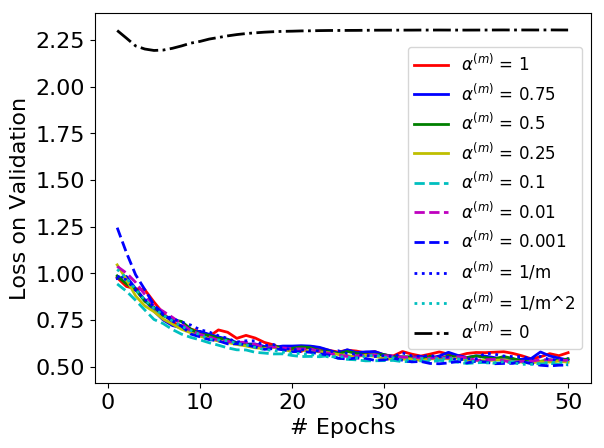 Loss on Validation
2.25
2.00
1.75
1.50
1.25
1.00
0.75
0.50
α^(m) = 1
α^(m) = 0.75
α^(m) = 0.5
α^(m) = 0.25
α^(m) = 0.1
α^(m) = 0.01
α^(m) = 0.001
α^(m) = 1/m
α^(m) = 1/m^2
α^(m) = 0
0 10 20 30 40 50
# Epochs